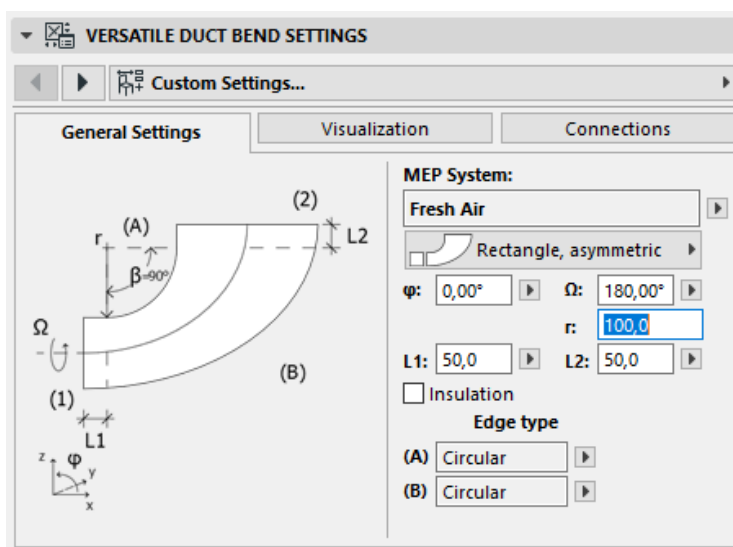 VERSATILE DUCT BEND SETTINGS
Custom Settings...
General Settings
Visualization
Connections
(2)
(A)
r
L2
β=90°
Ω
(B)
(1)
L1
z
φ
y
x
MEP System:
Fresh Air
Rectangle, asymmetric
φ: 0,00° Ω: 180,00°
r: 100,0
L1: 50,0 L2: 50,0
Insulation
Edge type
(A) Circular
(B) Circular